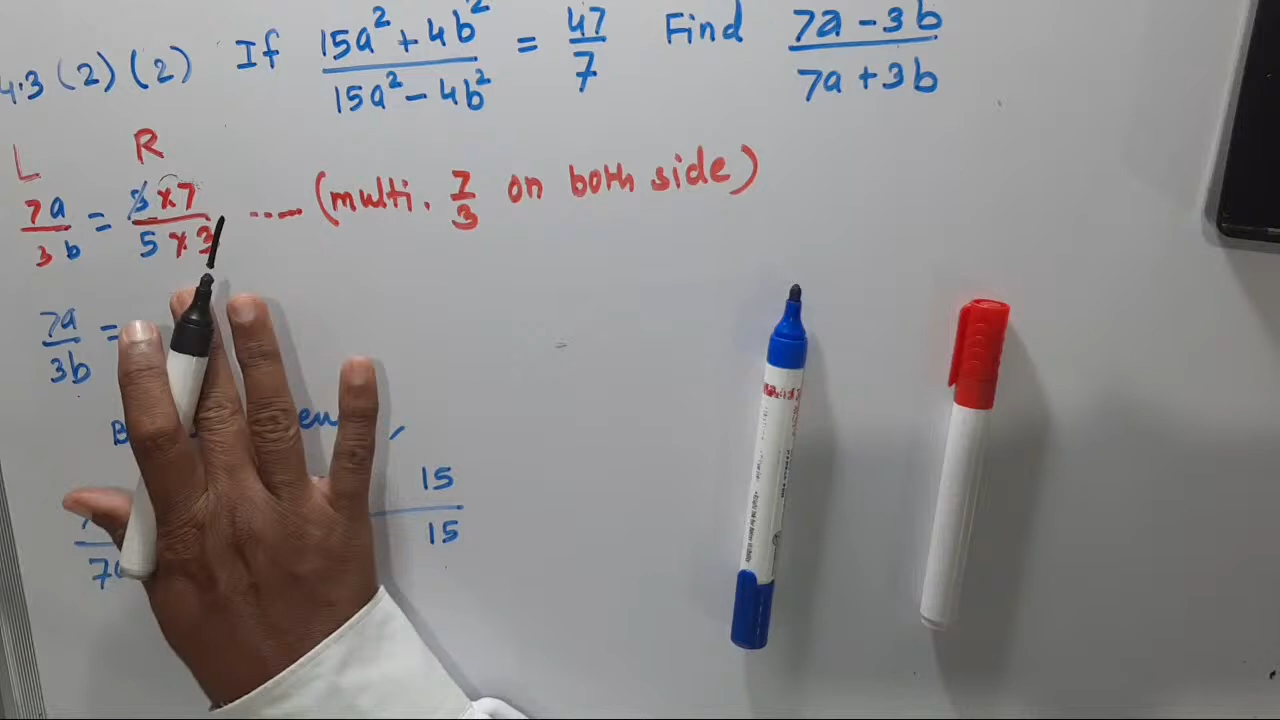 4.3 (2) (2) If 15a² + 4b² / 15a² - 4b² = 47 / 7 Find 7a - 3b / 7a + 3b
L R
7a / 3b = 3 x 7 / 5 x 3 .... (multi. 7/3 on both side)
7a / 3b =
15
15